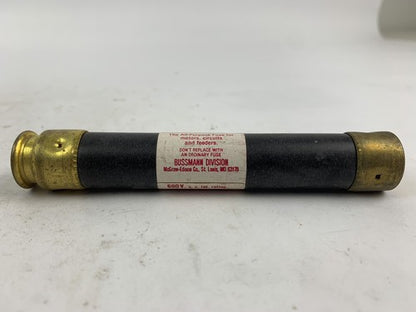 The All-Purpose Fuse for
motors, circuits
and feeders.
DON'T REPLACE WITH
AN ORDINARY FUSE
BUSSMANN DIVISION
McGraw-Edison Co., St. Louis, MO 63178
600V.